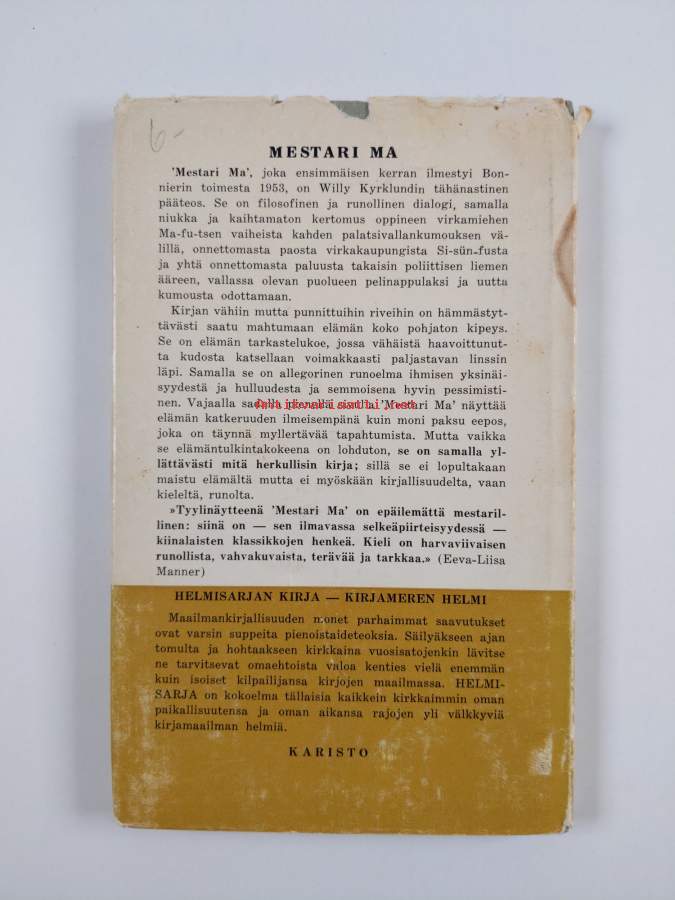 6-
MESTARI MA
'Mestari Ma', joka ensimmäisen kerran ilmestyi Bon-
nierin toimesta 1953, on Willy Kyrklundin tähänastinen
pääteos. Se on filosofinen ja runollinen dialogi, samalla
niukka ja kaihtamaton kertomus oppineen virkamiehen
Ma-fu-tsen vaiheista kahden palatsivallankumouksen vä-
lillä, onnettomasta paosta virkakaupungista Si-sün-fusta
ja yhtä onnettomasta paluusta takaisin poliittisen liemen
ääreen, vallassa olevan puolueen pelinappulaksi ja uutta
kumousta odottamaan.
Kirjan vähiin mutta punnittuihin riveihin on hämmästyt-
tävästi saatu mahtumaan elämän koko pohjaton kipeys.
Se on elämän tarkastelukoe, jossa vähäistä haavoittunut-
ta kudosta katsellaan voimakkaasti paljastavan linssin
läpi. Samalla se on allegorinen runoelma ihmisen yksinäi-
syydestä ja hulluudesta ja semmoisena hyvin pessimisti-
nen. Vajaalla sadalla sivulla 'Mestari Ma' näyttää
elämän katkeruuden ilmeisempänä kuin moni paksu eepos,
joka on täynnä myllertävää tapahtumista. Mutta vaikka
se elämäntulkintakokeena on lohduton, se on samalla yl-
lättävästi mitä herkullisin kirja; sillä se ei lopultakaan
maistu elämältä mutta ei myöskään kirjallisuudelta, vaan
kieleltä, runolta.
»Tyylinäytteenä 'Mestari Ma' on epäilemättä mestaril-
linen: siinä on — sen ilmavassa selkeäpiirteisyydessä —
kiinalaisten klassikkojen henkeä. Kieli on harvaviivaisen
runollista, vahvakuvaista, terävää ja tarkkaa.» (Eeva-Liisa
Manner)
HELMISARJAN KIRJA — KIRJAMEREN HELMI
Maailmankirjallisuuden monet parhaimmat saavutukset
ovat varsin suppeita pienoistaideteoksia. Säilyäkseen ajan
tomulta ja hohtaakseen kirkkaina vuosisatojenkin lävitse
ne tarvitsevat omaehtoista valoa kenties vielä enemmän
kuin isoiset kilpailijansa kirjojen maailmassa. HELMI-
SARJA on kokoelma tällaisia kaikkein kirkkaimmin oman
paikallisuutensa ja oman aikansa rajojen yli välkkyviä
kirjamaailman helmiä.
KARISTO